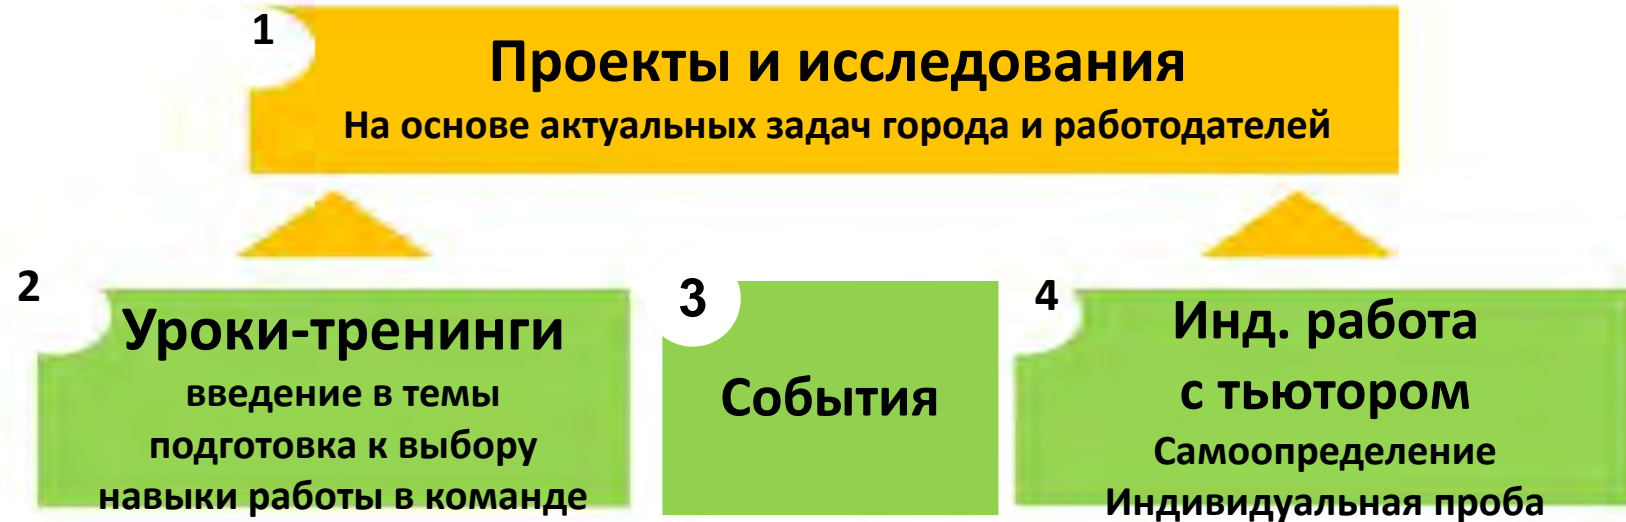 1
Проекты и исследования
На основе актуальных задач города и работодателей
2
Уроки-тренинги
введение в темы
подготовка к выбору
навыки работы в команде
3
События
4
Инд. работа
с тьютором
Самоопределение
Индивидуальная проба